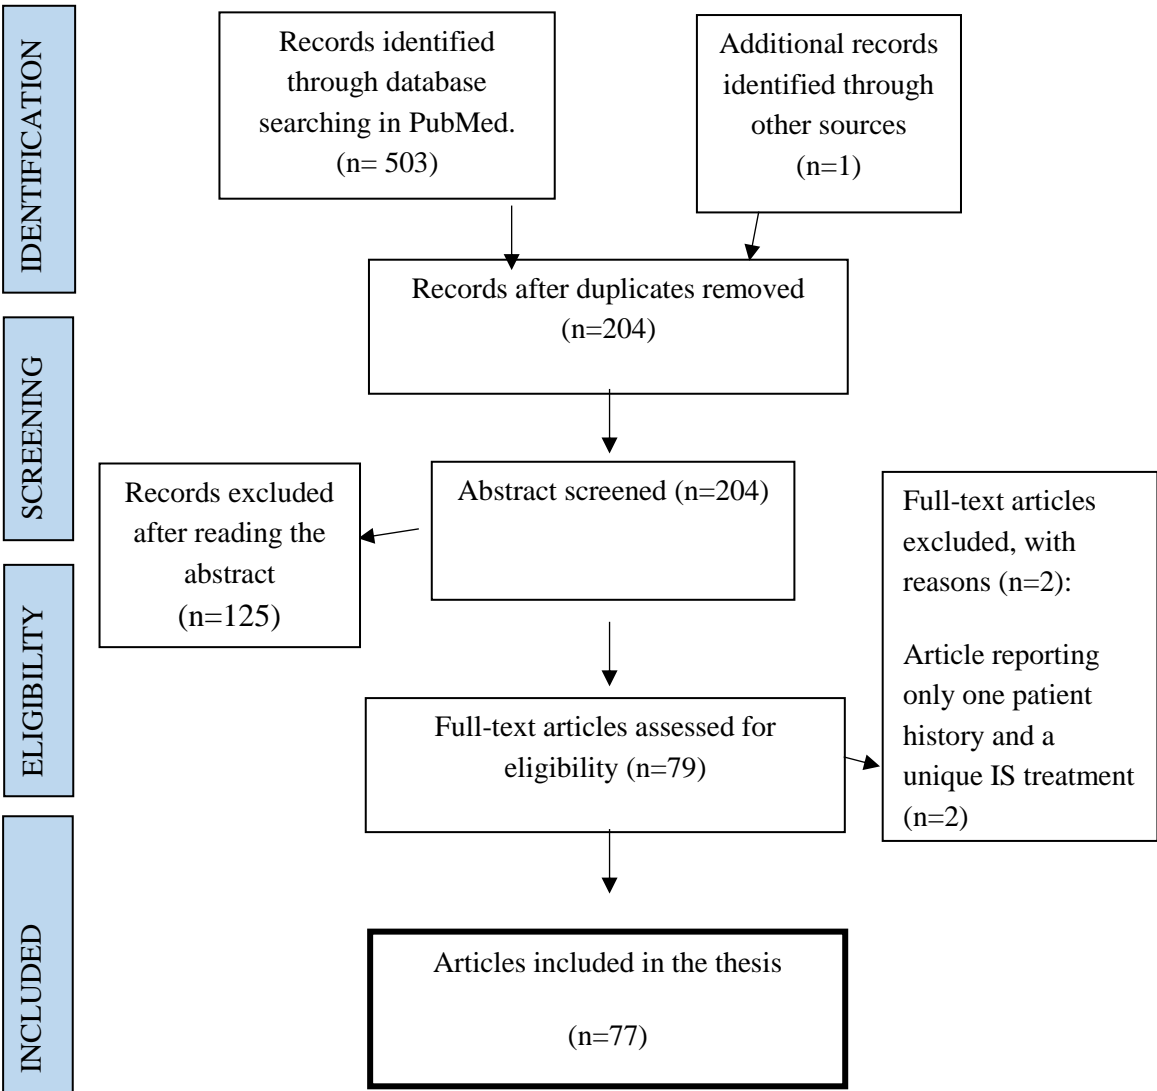 IDENTIFICATION
Records identified
through database
searching in PubMed.
(n= 503)
Additional records
identified through
other sources
(n=1)
Records after duplicates removed
(n=204)
SCREENING
Abstract screened (n=204)
Records excluded
after reading the
abstract
(n=125)
ELIGIBILITY
Full-text articles assessed for
eligibility (n=79)
Full-text articles
excluded, with
reasons (n=2):
Article reporting
only one patient
history and a
unique IS treatment
(n=2)
INCLUDED
Articles included in the thesis
(n=77)